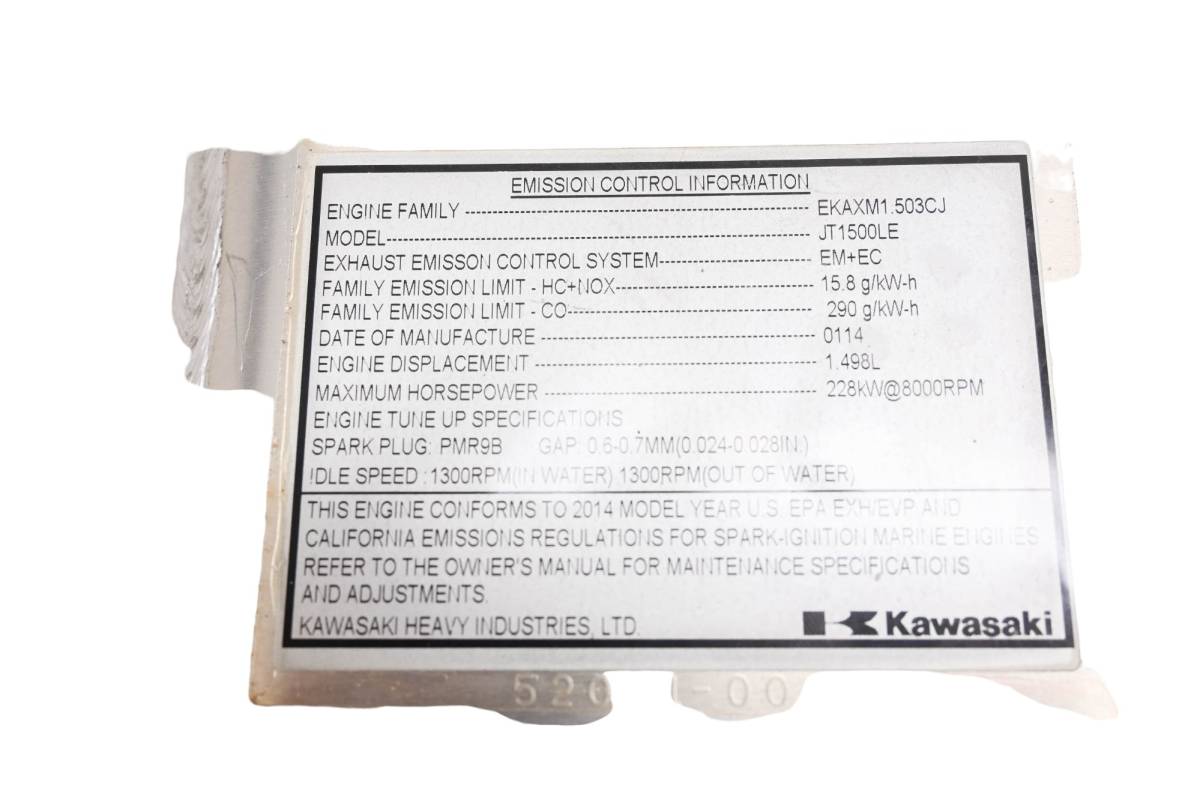 EMISSION CONTROL INFORMATION
ENGINE FAMILY ---------------------------------------- EKAXM1.503CJ
MODEL-------------------------------------------------- JT1500LE
EXHAUST EMISSON CONTROL SYSTEM------------------ EM+EC
FAMILY EMISSION LIMIT - HC+NOX----------------------- 15.8 g/kW-h
FAMILY EMISSION LIMIT - CO---------------------------- 290 g/kW-h
DATE OF MANUFACTURE -------------------------------- 0114
ENGINE DISPLACEMENT --------------------------------- 1.498L
MAXIMUM HORSEPOWER -------------------------------- 228kW@8000RPM
ENGINE TUNE UP SPECIFICATIONS
SPARK PLUG: PMR9B GAP: 0.6-0.7MM(0.024-0.028IN.)
IDLE SPEED :1300RPM(IN WATER) 1300RPM(OUT OF WATER)
THIS ENGINE CONFORMS TO 2014 MODEL YEAR U.S. EPA EXH/EVP AND
CALIFORNIA EMISSIONS REGULATIONS FOR SPARK-IGNITION MARINE ENGINES
REFER TO THE OWNER'S MANUAL FOR MAINTENANCE SPECIFICATIONS
AND ADJUSTMENTS.
KAWASAKI HEAVY INDUSTRIES, LTD.
Kawasaki